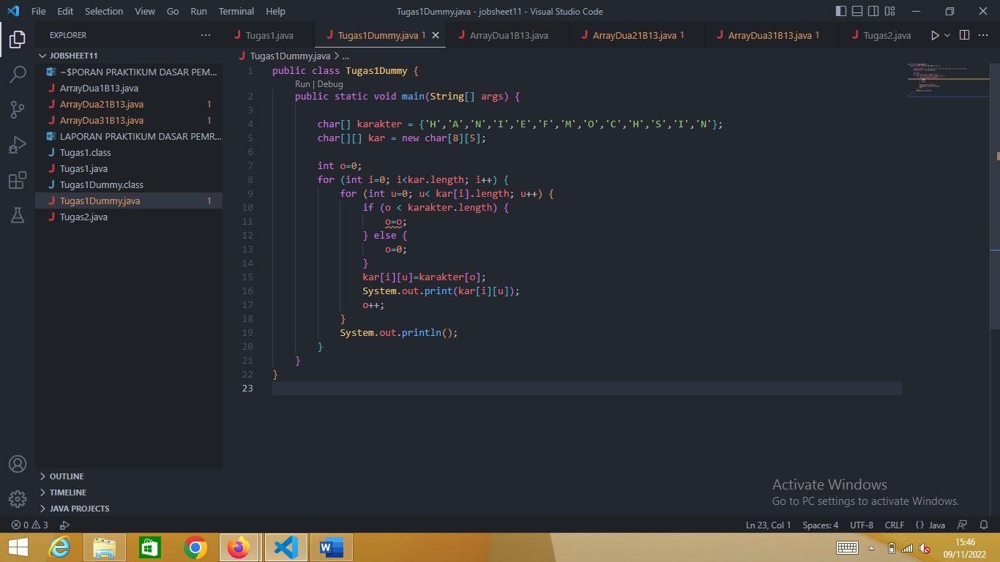 File Edit Selection View Go Run Terminal Help Tugas1Dummy.java - jobsheet11 - Visual Studio Code
EXPLORER ···
Tugas1.java Tugas1Dummy.java 1 ArrayDua1B13.java ArrayDua21B13.java 1 ArrayDua31B13.java 1 Tugas2.java ···
JOBSHEET11
~$PORAN PRAKTIKUM DASAR PEM...
ArrayDua1B13.java
ArrayDua21B13.java 1
ArrayDua31B13.java 1
LAPORAN PRAKTIKUM DASAR PEMR...
Tugas1.class
Tugas1.java
Tugas1Dummy.class
Tugas1Dummy.java 1
Tugas2.java
OUTLINE
TIMELINE
JAVA PROJECTS
Tugas1Dummy.java > ...
1 public class Tugas1Dummy {
Run | Debug
2 public static void main(String[] args) {
3
4 char[] karakter = {'H','A','N','I','E','F','M','O','C','H','S','I','N'};
5 char[][] kar = new char[8][5];
6
7 int o=0;
8 for (int i=0; i<kar.length; i++) {
9 for (int u=0; u< kar[i].length; u++) {
10 if (o < karakter.length) {
11 o=o;
12 } else {
13 o=0;
14 }
15 kar[i][u]=karakter[o];
16 System.out.print(kar[i][u]);
17 o++;
18 }
19 System.out.println();
20 }
21 }
22 }
23
Activate Windows
Go to PC settings to activate Windows.
0 3 Ln 23, Col 1 Spaces: 4 UTF-8 CRLF {} Java
15:46
09/11/2022